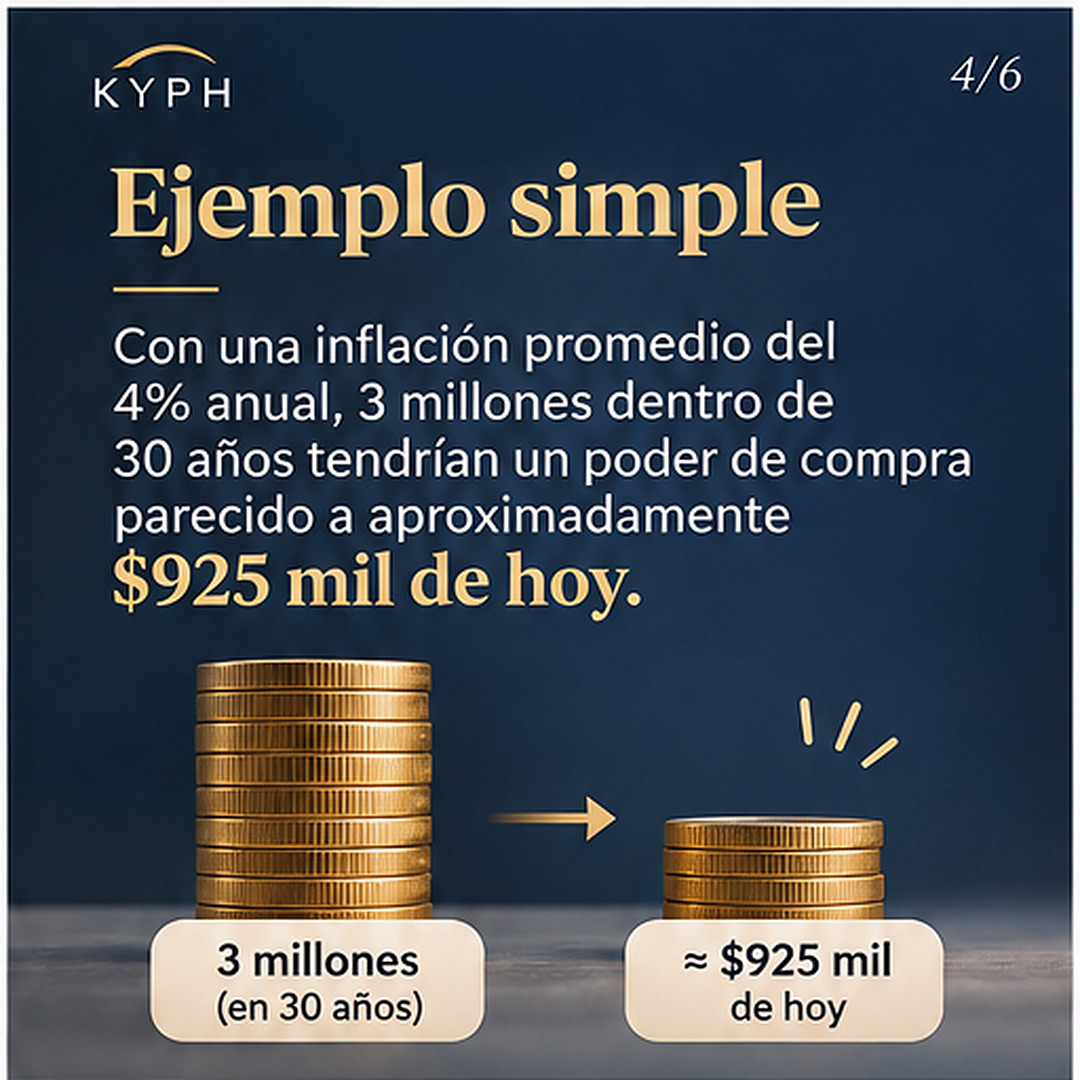 KYPH
4/6
Ejemplo simple
Con una inflación promedio del
4% anual, 3 millones dentro de
30 años tendrían un poder de compra
parecido a aproximadamente
$925 mil de hoy.
3 millones
(en 30 años)
≈ $925 mil
de hoy